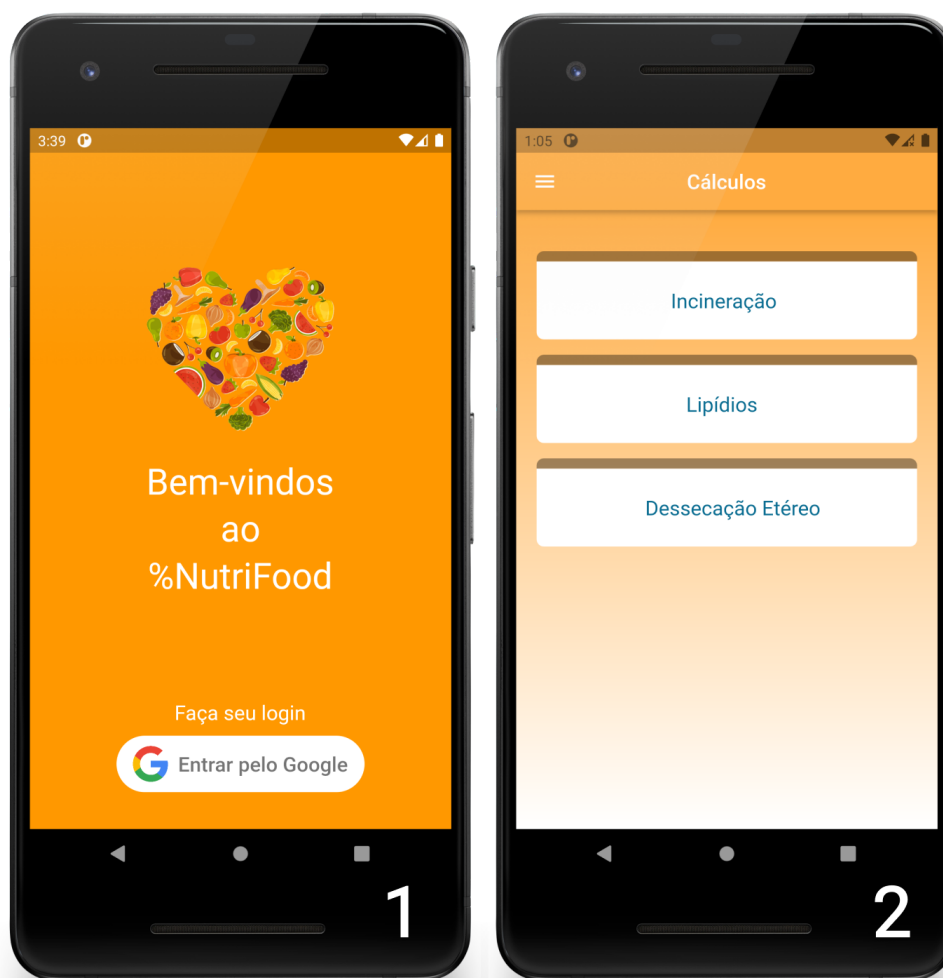 3:39
Bem-vindos
ao
%NutriFood
Faça seu login
Entrar pelo Google
1
1:05
Cálculos
Incineração
Lipídios
Dessecação Etéreo
2